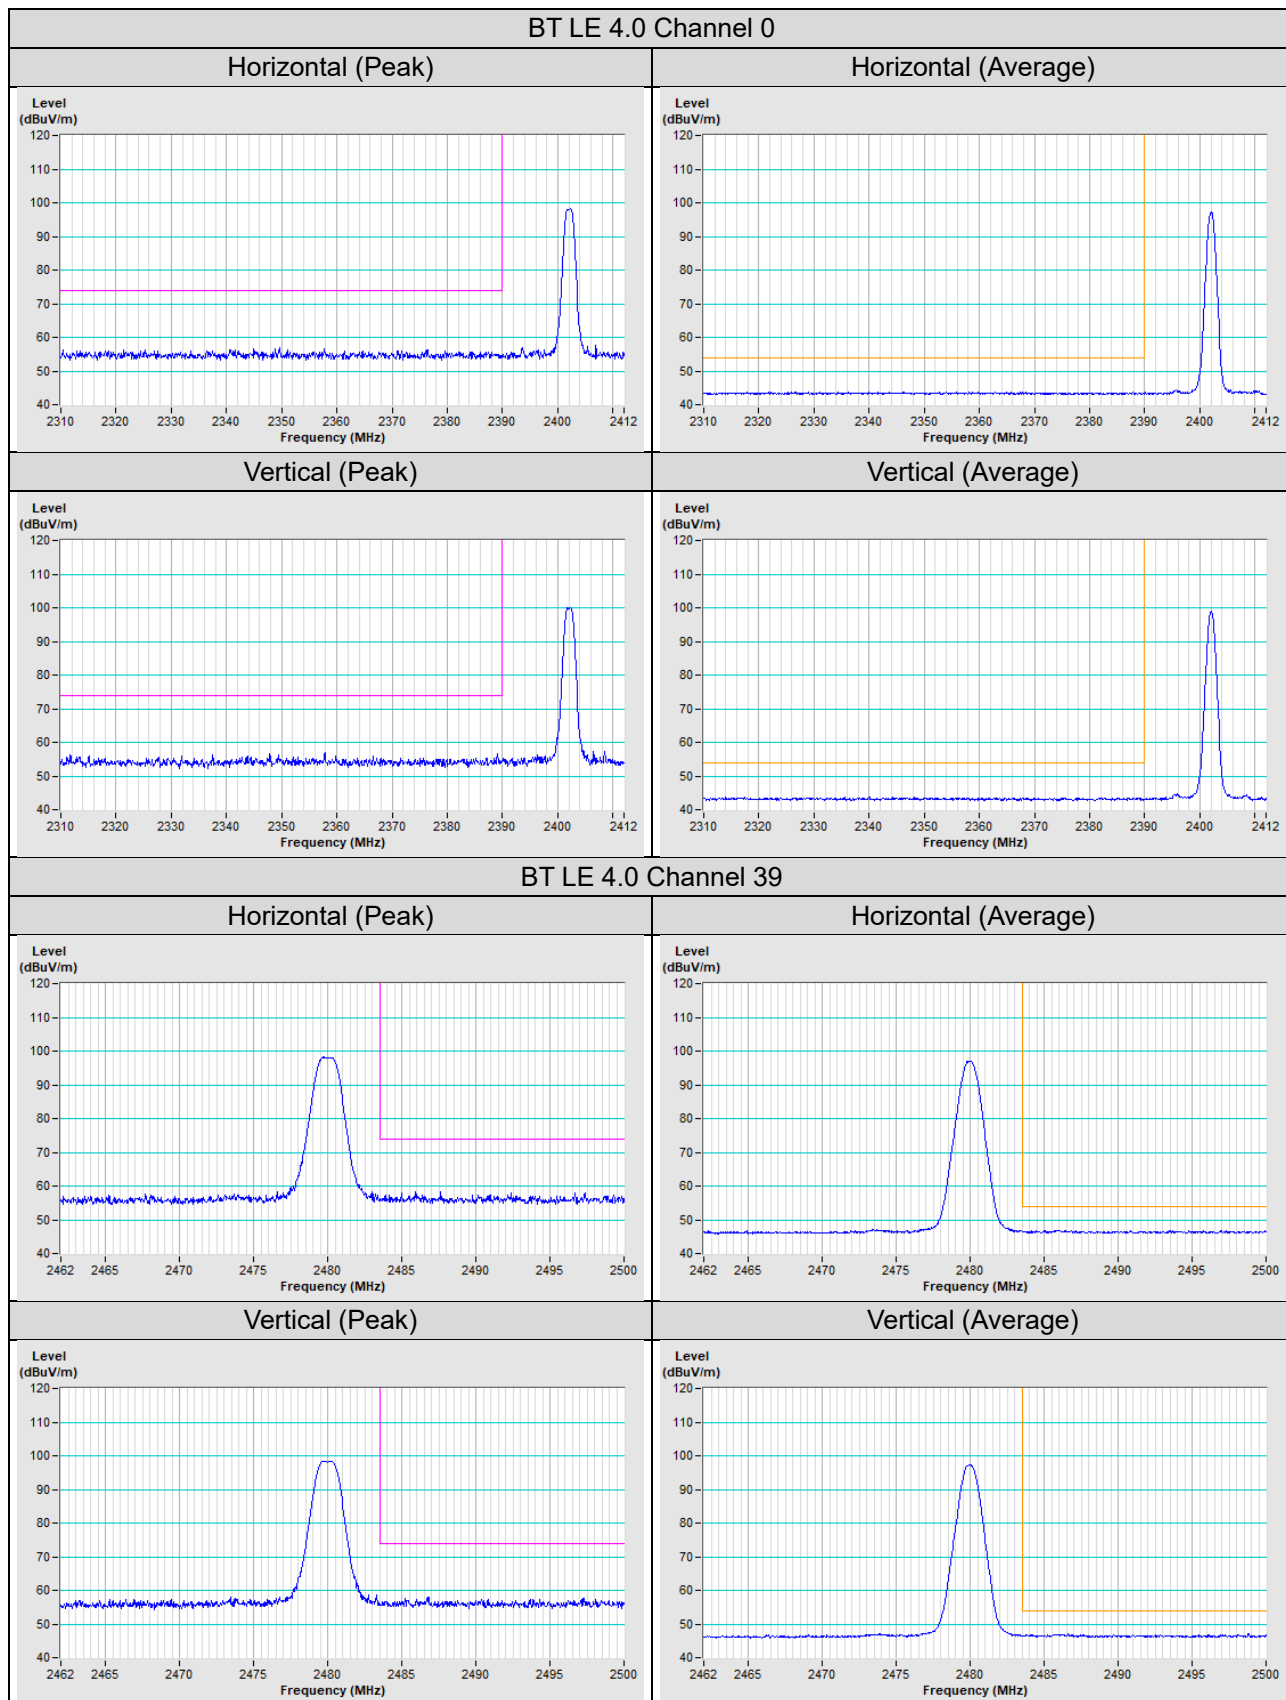 BT LE 4.0 Channel 0
Horizontal (Peak) Horizontal (Average)
Level
(dBuV/m)
120
110
100
90
80
70
60
50
40
2310 2320 2330 2340 2350 2360 2370 2380 2390 2400 2412
Frequency (MHz)
Level
(dBuV/m)
120
110
100
90
80
70
60
50
40
2310 2320 2330 2340 2350 2360 2370 2380 2390 2400 2412
Frequency (MHz)
Vertical (Peak) Vertical (Average)
Level
(dBuV/m)
120
110
100
90
80
70
60
50
40
2310 2320 2330 2340 2350 2360 2370 2380 2390 2400 2412
Frequency (MHz)
Level
(dBuV/m)
120
110
100
90
80
70
60
50
40
2310 2320 2330 2340 2350 2360 2370 2380 2390 2400 2412
Frequency (MHz)
BT LE 4.0 Channel 39
Horizontal (Peak) Horizontal (Average)
Level
(dBuV/m)
120
110
100
90
80
70
60
50
40
2462 2465 2470 2475 2480 2485 2490 2495 2500
Frequency (MHz)
Level
(dBuV/m)
120
110
100
90
80
70
60
50
40
2462 2465 2470 2475 2480 2485 2490 2495 2500
Frequency (MHz)
Vertical (Peak) Vertical (Average)
Level
(dBuV/m)
120
110
100
90
80
70
60
50
40
2462 2465 2470 2475 2480 2485 2490 2495 2500
Frequency (MHz)
Level
(dBuV/m)
120
110
100
90
80
70
60
50
40
2462 2465 2470 2475 2480 2485 2490 2495 2500
Frequency (MHz)